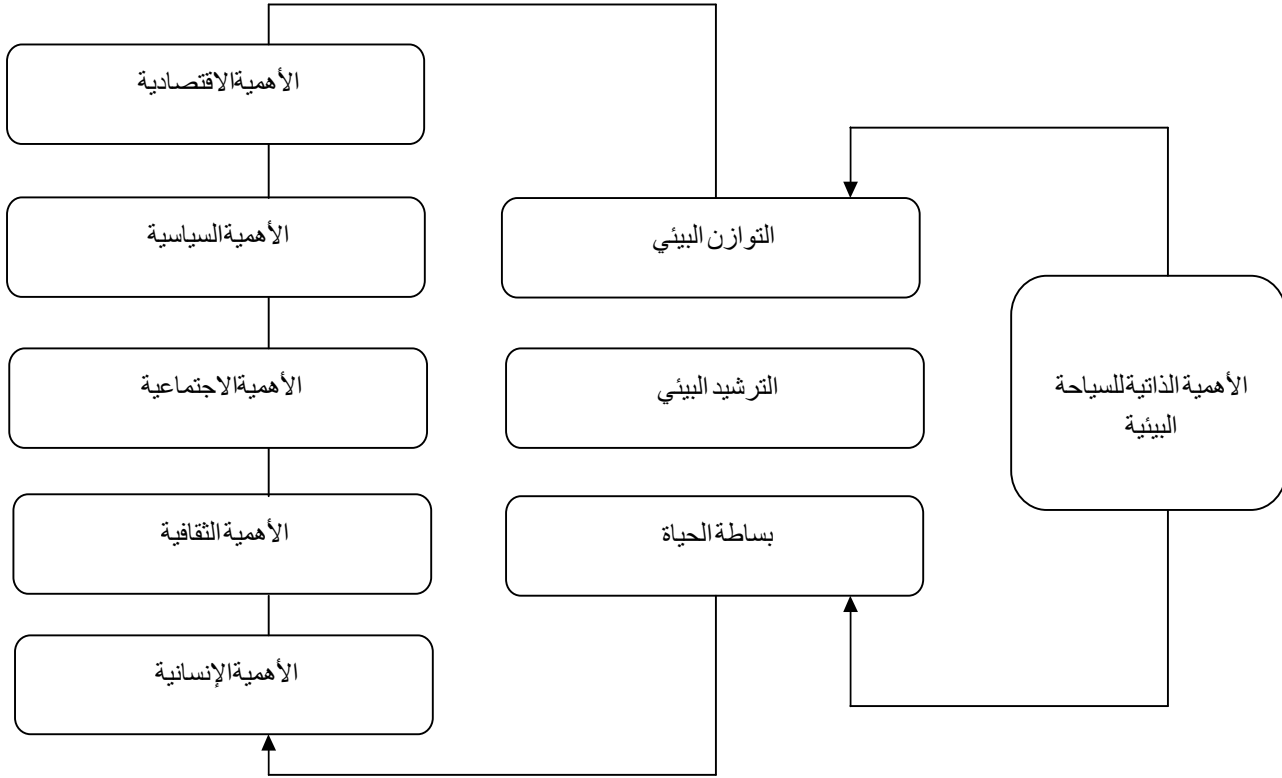 الأهمية الذاتية للسياحة
البيئية
التوازن البيئي
الترشيد البيئي
بساطة الحياة
الأهمية الاقتصادية
الأهمية السياسية
الأهمية الاجتماعية
الأهمية الثقافية
الأهمية الإنسانية